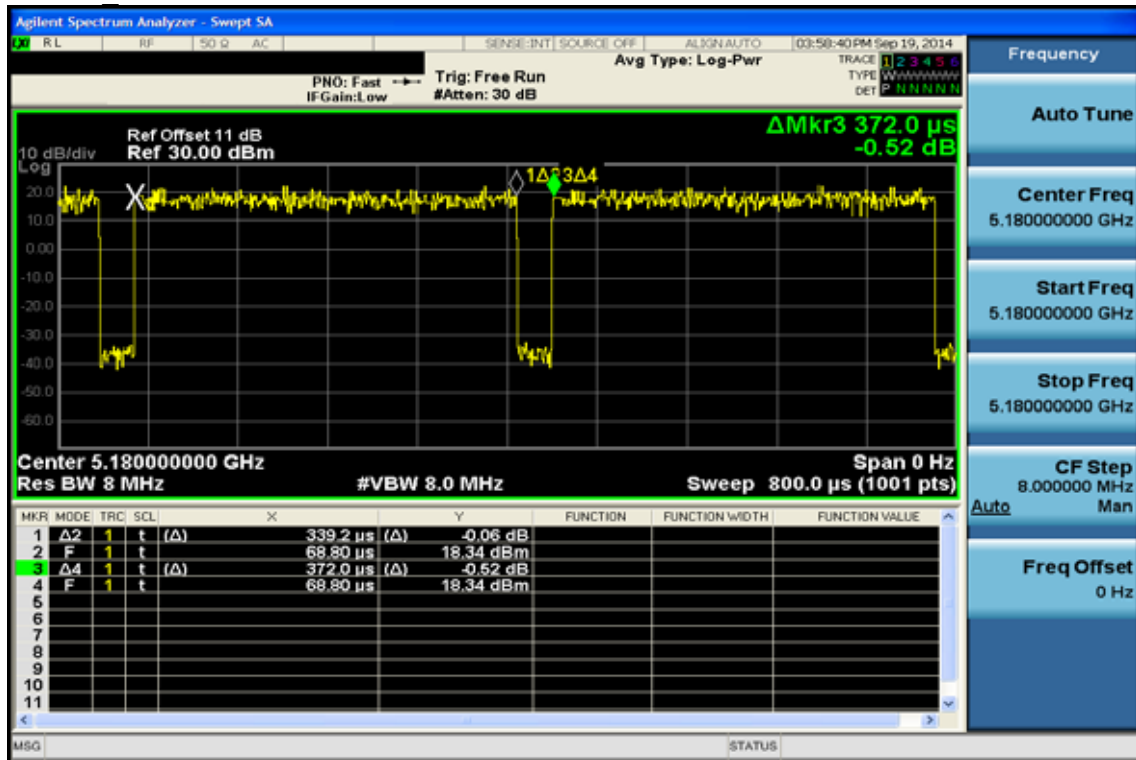 Agilent Spectrum Analyzer - Swept SA
LXI RL RF 50 Ω AC SENSE:INT SOURCE OFF ALIGNAUTO 03:58:40 PM Sep 19, 2014
Avg Type: Log-Pwr TRACE 1 2 3 4 5 6
PNO: Fast Trig: Free Run TYPE WWWWWW
IFGain:Low #Atten: 30 dB DET P N N N N N
ΔMkr3 372.0 µs
-0.52 dB
Ref Offset 11 dB
10 dB/div Ref 30.00 dBm
Log
1Δ2 3Δ4
X
20.0
10.0
0.00
-10.0
-20.0
-30.0
-40.0
-50.0
-60.0
Center 5.180000000 GHz Span 0 Hz
Res BW 8 MHz #VBW 8.0 MHz Sweep 800.0 µs (1001 pts)
MKR MODE TRC SCL X Y FUNCTION FUNCTION WIDTH FUNCTION VALUE
1 Δ2 1 t (Δ) 339.2 µs (Δ) -0.06 dB
2 F 1 t 68.80 µs 18.34 dBm
3 Δ4 1 t (Δ) 372.0 µs (Δ) -0.52 dB
4 F 1 t 68.80 µs 18.34 dBm
5
6
7
8
9
10
11
MSG STATUS
Frequency
Auto Tune
Center Freq
5.180000000 GHz
Start Freq
5.180000000 GHz
Stop Freq
5.180000000 GHz
CF Step
8.000000 MHz
Auto Man
Freq Offset
0 Hz